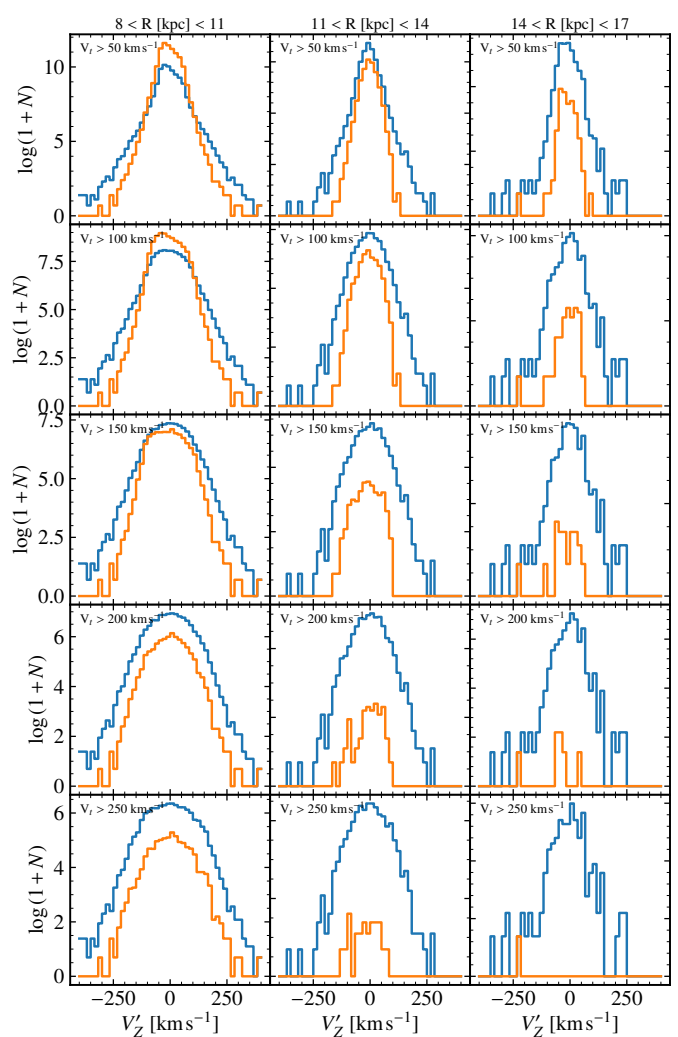 8 < R [kpc] < 11 11 < R [kpc] < 14 14 < R [kpc] < 17
V_t > 50 km s⁻¹ V_t > 50 km s⁻¹ V_t > 50 km s⁻¹
10
log(1 + N)
5
0
V_t > 100 km s⁻¹ V_t > 100 km s⁻¹ V_t > 100 km s⁻¹
7.5
log(1 + N)
5.0
2.5
0.0
7.5
V_t > 150 km s⁻¹ V_t > 150 km s⁻¹ V_t > 150 km s⁻¹
log(1 + N)
5.0
2.5
0.0
V_t > 200 km s⁻¹ V_t > 200 km s⁻¹ V_t > 200 km s⁻¹
6
log(1 + N)
4
2
0
V_t > 250 km s⁻¹ V_t > 250 km s⁻¹ V_t > 250 km s⁻¹
6
log(1 + N)
4
2
0
−250 0 250 −250 0 250 −250 0 250
V′_Z [km s⁻¹] V′_Z [km s⁻¹] V′_Z [km s⁻¹]